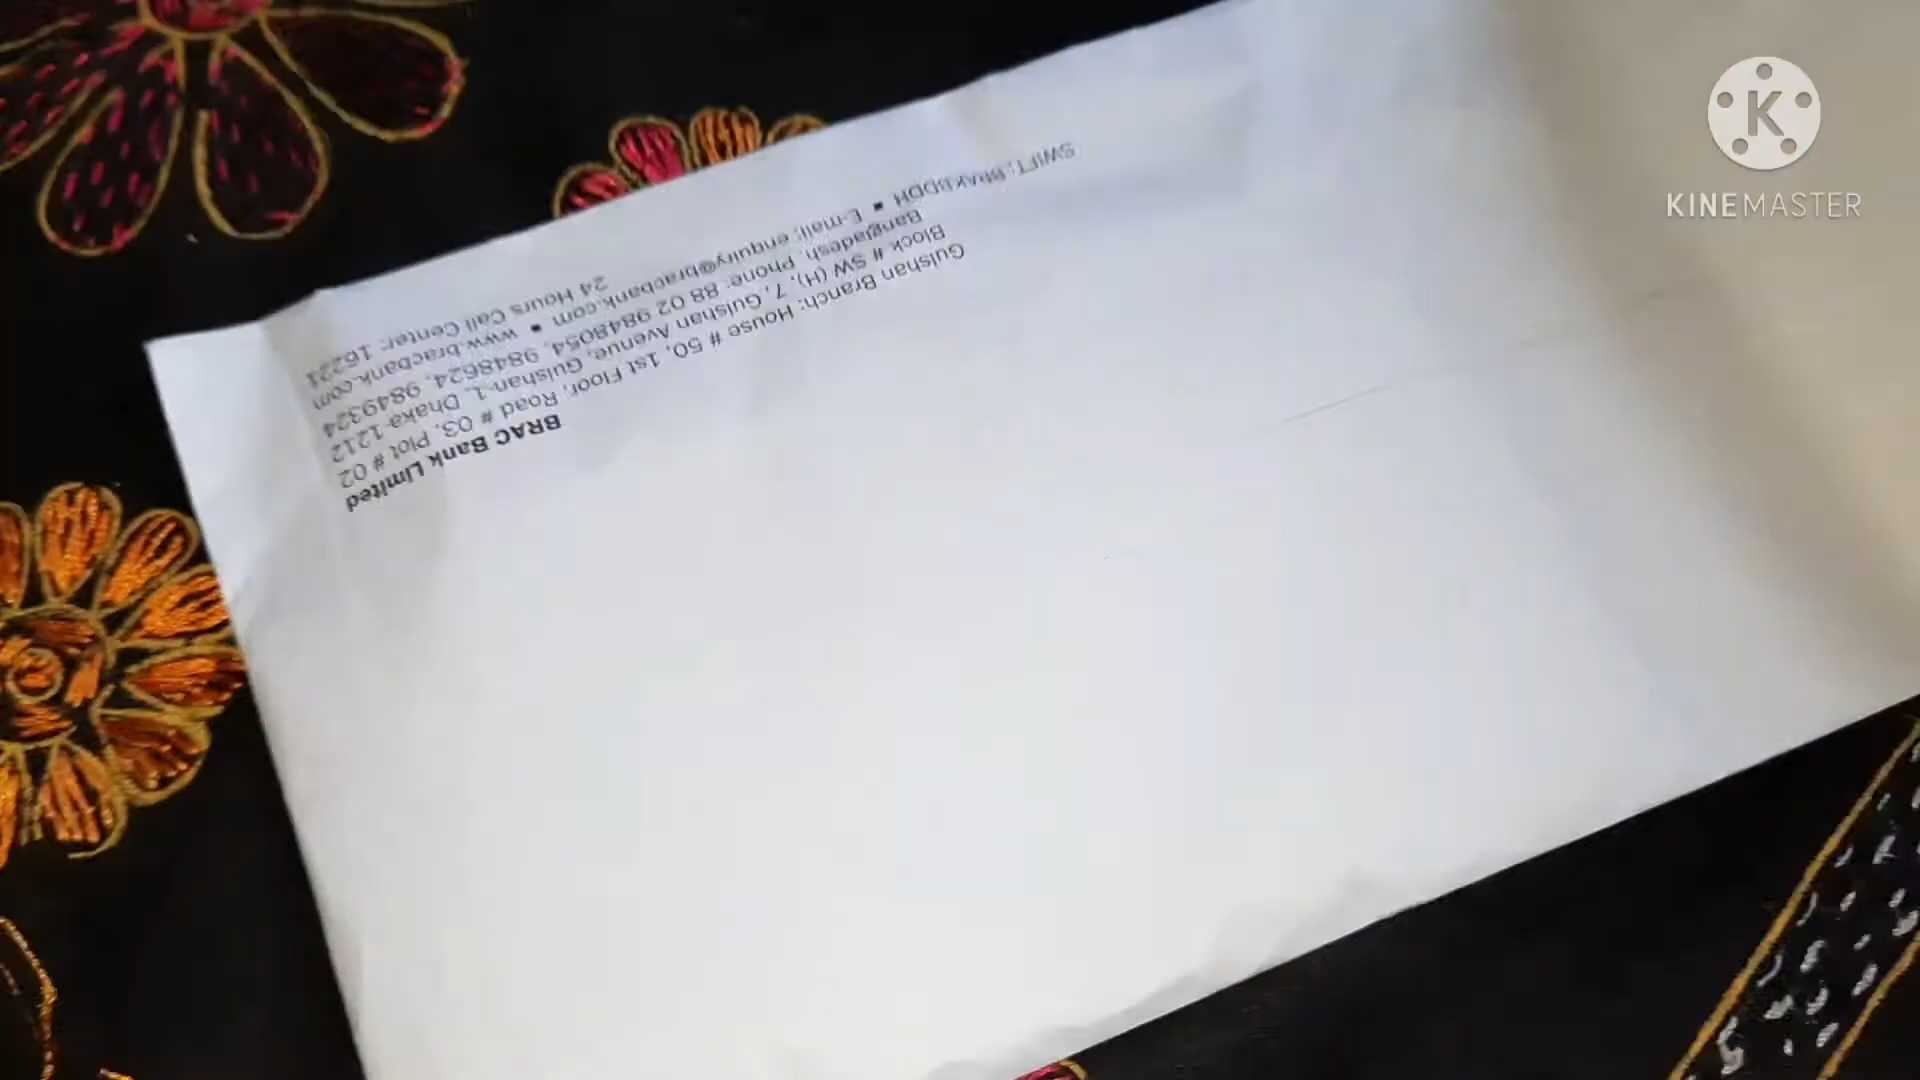 BRAC Bank Limited
Gulshan Branch: House # 50, 1st Floor, Road # 03, Plot # 02
Block # SW (H), 7, Gulshan Avenue, Gulshan-1, Dhaka-1212
Bangladesh. Phone: 88 02 9848054, 9848624, 9849324
SWIFT: BRAKBDDH ▪ E-mail: enquiry@bracbank.com ▪ www.bracbank.com
24 Hours Call Center: 16221
K
KINEMASTER